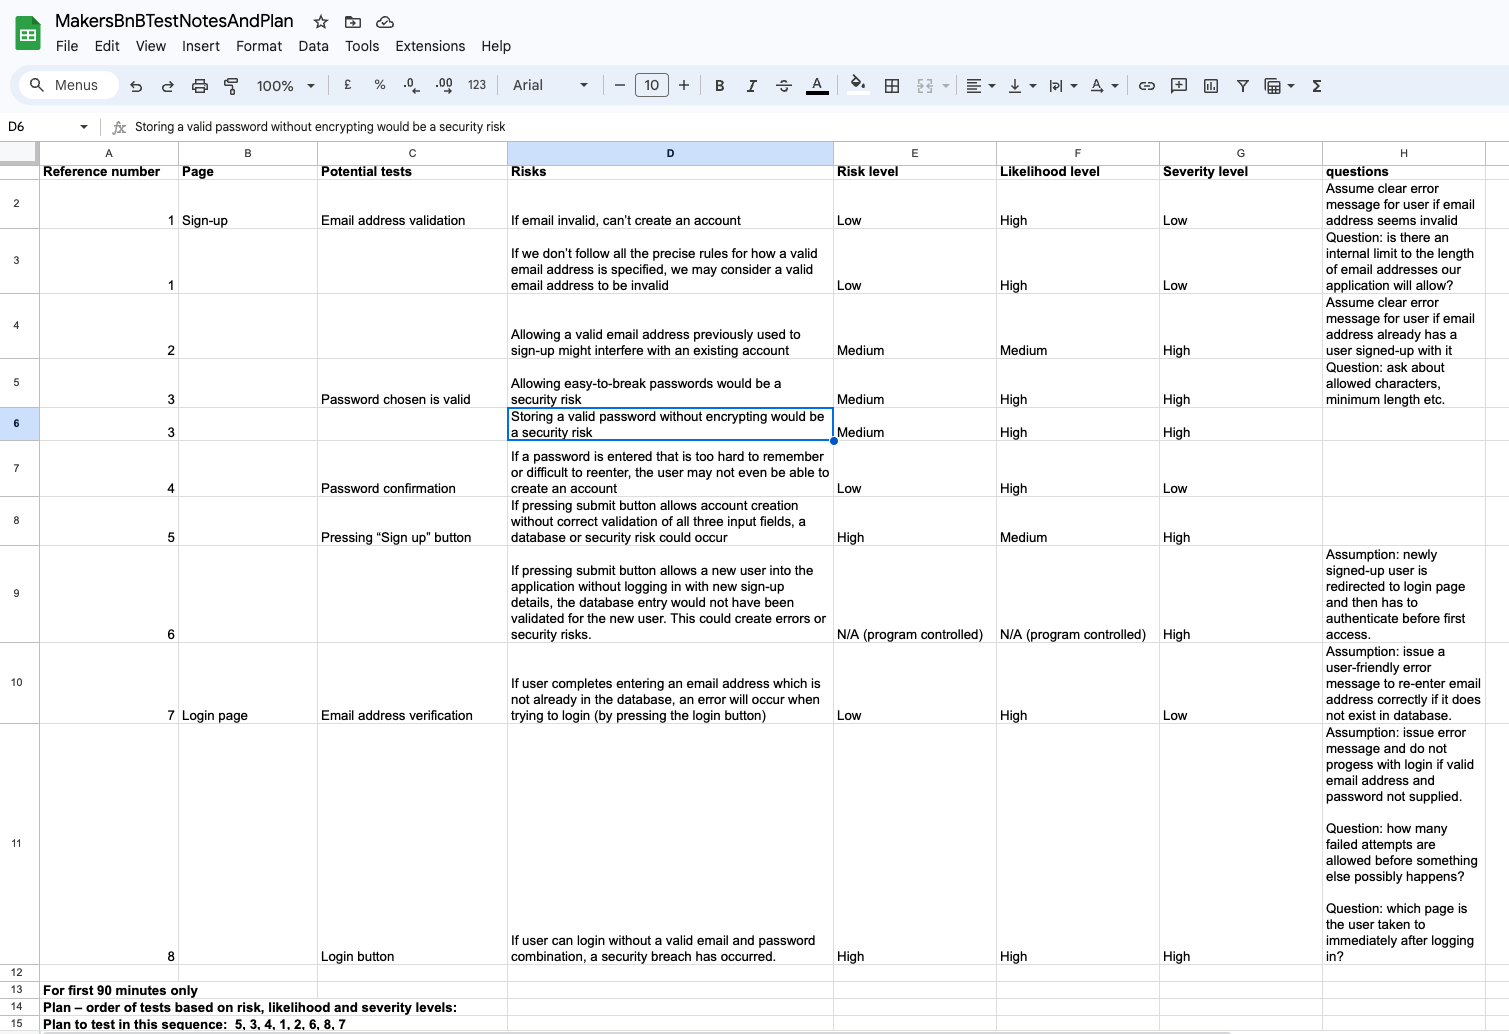 MakersBnBTestNotesAndPlan
File Edit View Insert Format Data Tools Extensions Help
Menus 100% £ % .0 .00 123 Arial 10 B I A A Σ
D6 fx Storing a valid password without encrypting would be a security risk
A B C D E F G H
Reference number Page Potential tests Risks Risk level Likelihood level Severity level questions
2
1 Sign-up Email address validation If email invalid, can't create an account Low High Low
Assume clear error
message for user if email
address seems invalid
3
1
If we don't follow all the precise rules for how a valid
email address is specified, we may consider a valid
email address to be invalid
Low High Low
Question: is there an
internal limit to the length
of email addresses our
application will allow?
4
2
Allowing a valid email address previously used to
sign-up might interfere with an existing account
Medium Medium High
Assume clear error
message for user if email
address already has a
user signed-up with it
5
3 Password chosen is valid
Allowing easy-to-break passwords would be a
security risk
Medium High High
Question: ask about
allowed characters,
minimum length etc.
6
3
Storing a valid password without encrypting would be
a security risk
Medium High High
7
4 Password confirmation
If a password is entered that is too hard to remember
or difficult to reenter, the user may not even be able to
create an account
Low High Low
8
5 Pressing “Sign up” button
If pressing submit button allows account creation
without correct validation of all three input fields, a
database or security risk could occur
High Medium High
9
6
If pressing submit button allows a new user into the
application without logging in with new sign-up
details, the database entry would not have been
validated for the new user. This could create errors or
security risks.
N/A (program controlled) N/A (program controlled) High
Assumption: newly
signed-up user is
redirected to login page
and then has to
authenticate before first
access.
10
7 Login page Email address verification
If user completes entering an email address which is
not already in the database, an error will occur when
trying to login (by pressing the login button)
Low High Low
Assumption: issue a
user-friendly error
message to re-enter email
address correctly if it does
not exist in database.
11
8 Login button
If user can login without a valid email and password
combination, a security breach has occurred.
High High High
Assumption: issue error
message and do not
progess with login if valid
email address and
password not supplied.
Question: how many
failed attempts are
allowed before something
else possibly happens?
Question: which page is
the user taken to
immediately after logging
in?
12
13 For first 90 minutes only
14 Plan – order of tests based on risk, likelihood and severity levels:
15 Plan to test in this sequence: 5, 3, 4, 1, 2, 6, 8, 7